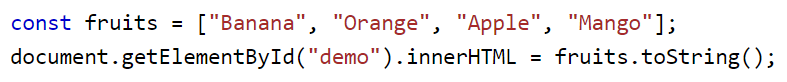 const fruits = ["Banana", "Orange", "Apple", "Mango"];
document.getElementById("demo").innerHTML = fruits.toString();